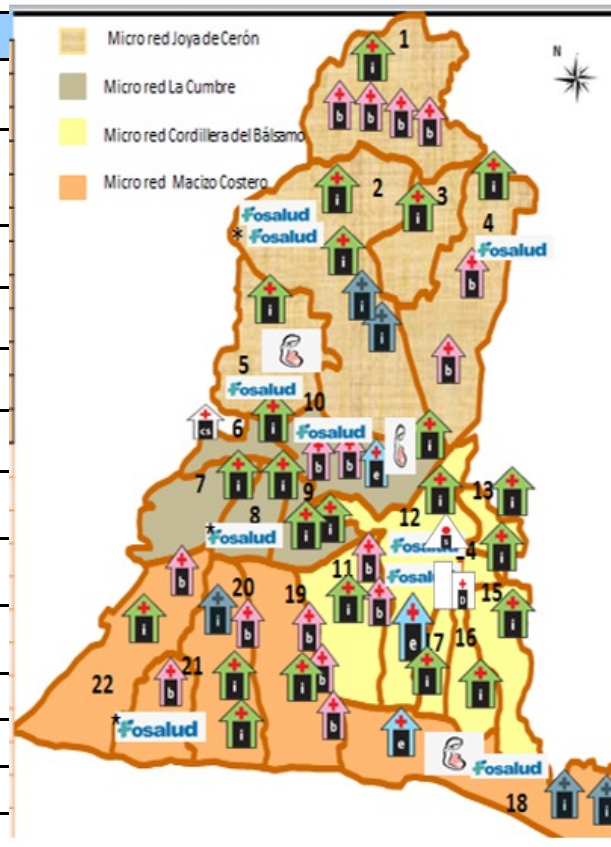 Micro red Joya de Cerón
Micro red La Cumbre
Micro red Cordillera del Bálsamo
Micro red Macizo Costero
N
1
i
b b b b
2
i
3
i
i
4
Fosalud
* Fosalud
Fosalud
i
b
i
i
i
5
b
Fosalud
10
cs
6
i
Fosalud
i
b b e
7
i
i
9
8
12
i
13
i
* Fosalud
i
i
s
14
i
Fosalu
b
11
b
i
20
b
19
i
b
Fosalu
D
15
i
i
b
e
17
16
22
21
b
i
i
b
i
i
b
i
* Fosalud
e
Fosalud
18
i
i